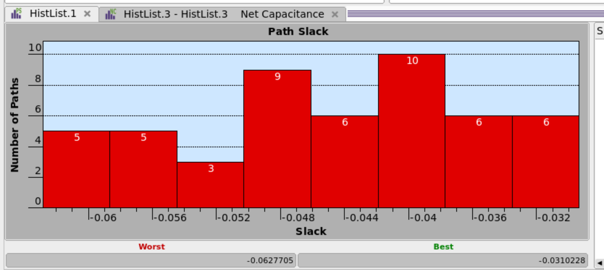 HistList.1 × HistList.3 - HistList.3 Net Capacitance × S
Path Slack
Number of Paths
10
8
6
4
2
0
5 5 3 9 6 10 6 6
-0.06 -0.056 -0.052 -0.048 -0.044 -0.04 -0.036 -0.032
Slack
Worst Best
-0.0627705 -0.0310228